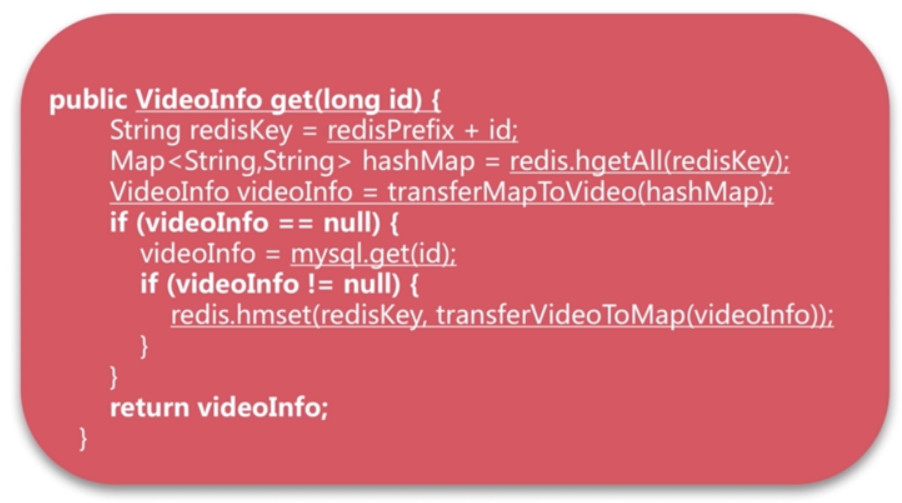 public VideoInfo get(long id) {
String redisKey = redisPrefix + id;
Map<String,String> hashMap = redis.hgetAll(redisKey);
VideoInfo videoInfo = transferMapToVideo(hashMap);
if (videoInfo == null) {
videoInfo = mysql.get(id);
if (videoInfo != null) {
redis.hmset(redisKey, transferVideoToMap(videoInfo));
}
}
return videoInfo;
}